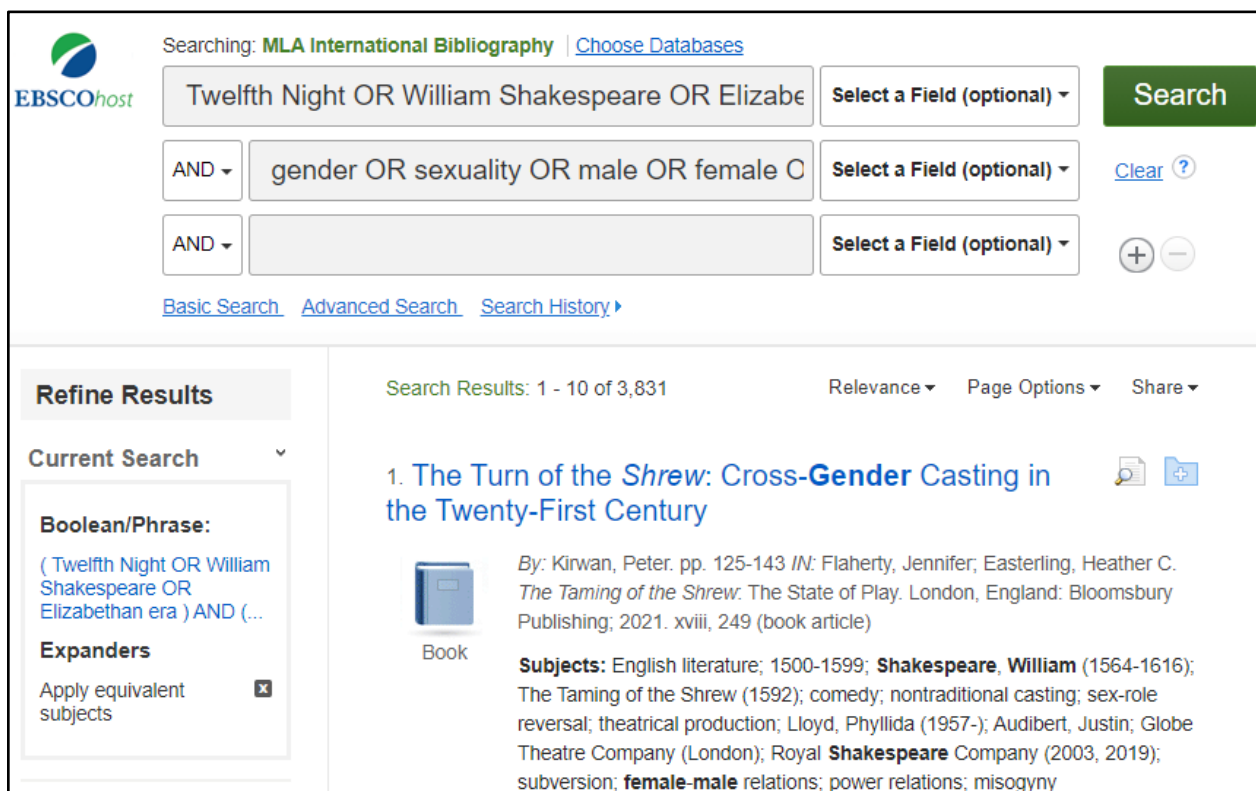 EBSCOhost
Searching: MLA International Bibliography | Choose Databases
Twelfth Night OR William Shakespeare OR Elizabe
Select a Field (optional)
Search
AND
gender OR sexuality OR male OR female O
Select a Field (optional)
Clear ?
AND
Select a Field (optional)
Basic Search Advanced Search Search History
Refine Results
Current Search
Boolean/Phrase:
( Twelfth Night OR William
Shakespeare OR
Elizabethan era ) AND (...
Expanders
Apply equivalent
subjects
Search Results: 1 - 10 of 3,831
Relevance Page Options Share
1. The Turn of the Shrew: Cross-Gender Casting in
the Twenty-First Century
Book
By: Kirwan, Peter. pp. 125-143 IN: Flaherty, Jennifer; Easterling, Heather C.
The Taming of the Shrew: The State of Play. London, England: Bloomsbury
Publishing; 2021. xviii, 249 (book article)
Subjects: English literature; 1500-1599; Shakespeare, William (1564-1616);
The Taming of the Shrew (1592); comedy; nontraditional casting; sex-role
reversal; theatrical production; Lloyd, Phyllida (1957-); Audibert, Justin; Globe
Theatre Company (London); Royal Shakespeare Company (2003, 2019);
subversion; female-male relations; power relations; misogyny